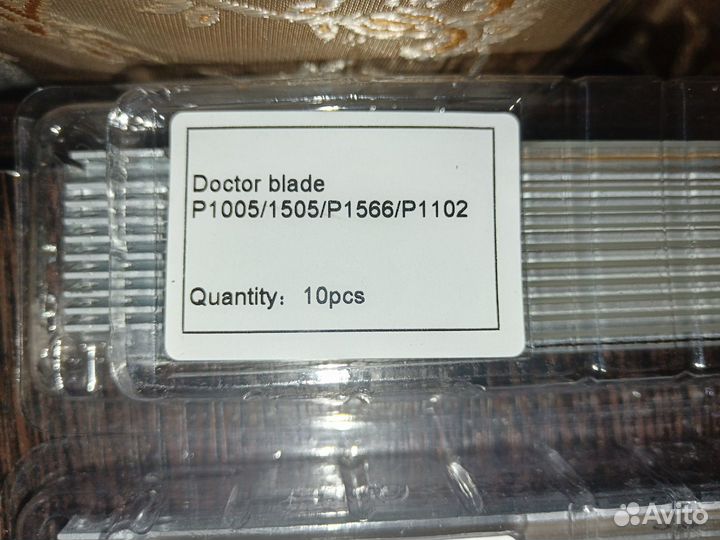 Doctor blade
P1005/1505/P1566/P1102
Quantity： 10pcs
Avito